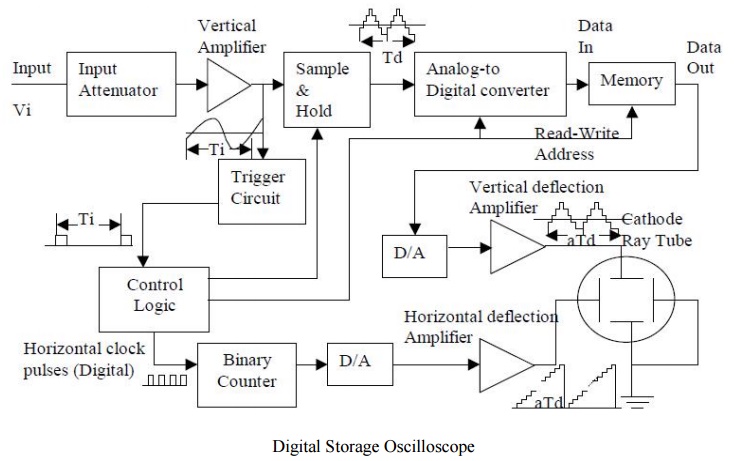 Vertical
Amplifier
Input
Vi
Input
Attenuator
Sample
&
Hold
Td
Analog-to
Digital converter
Data
In
Memory
Data
Out
Ti
Trigger
Circuit
Read-Write
Address
Ti
Control
Logic
Vertical deflection
Amplifier
D/A
aTd
Cathode
Ray Tube
Horizontal deflection
Amplifier
Horizontal clock
pulses (Digital)
Binary
Counter
D/A
aTd
Digital Storage Oscilloscope